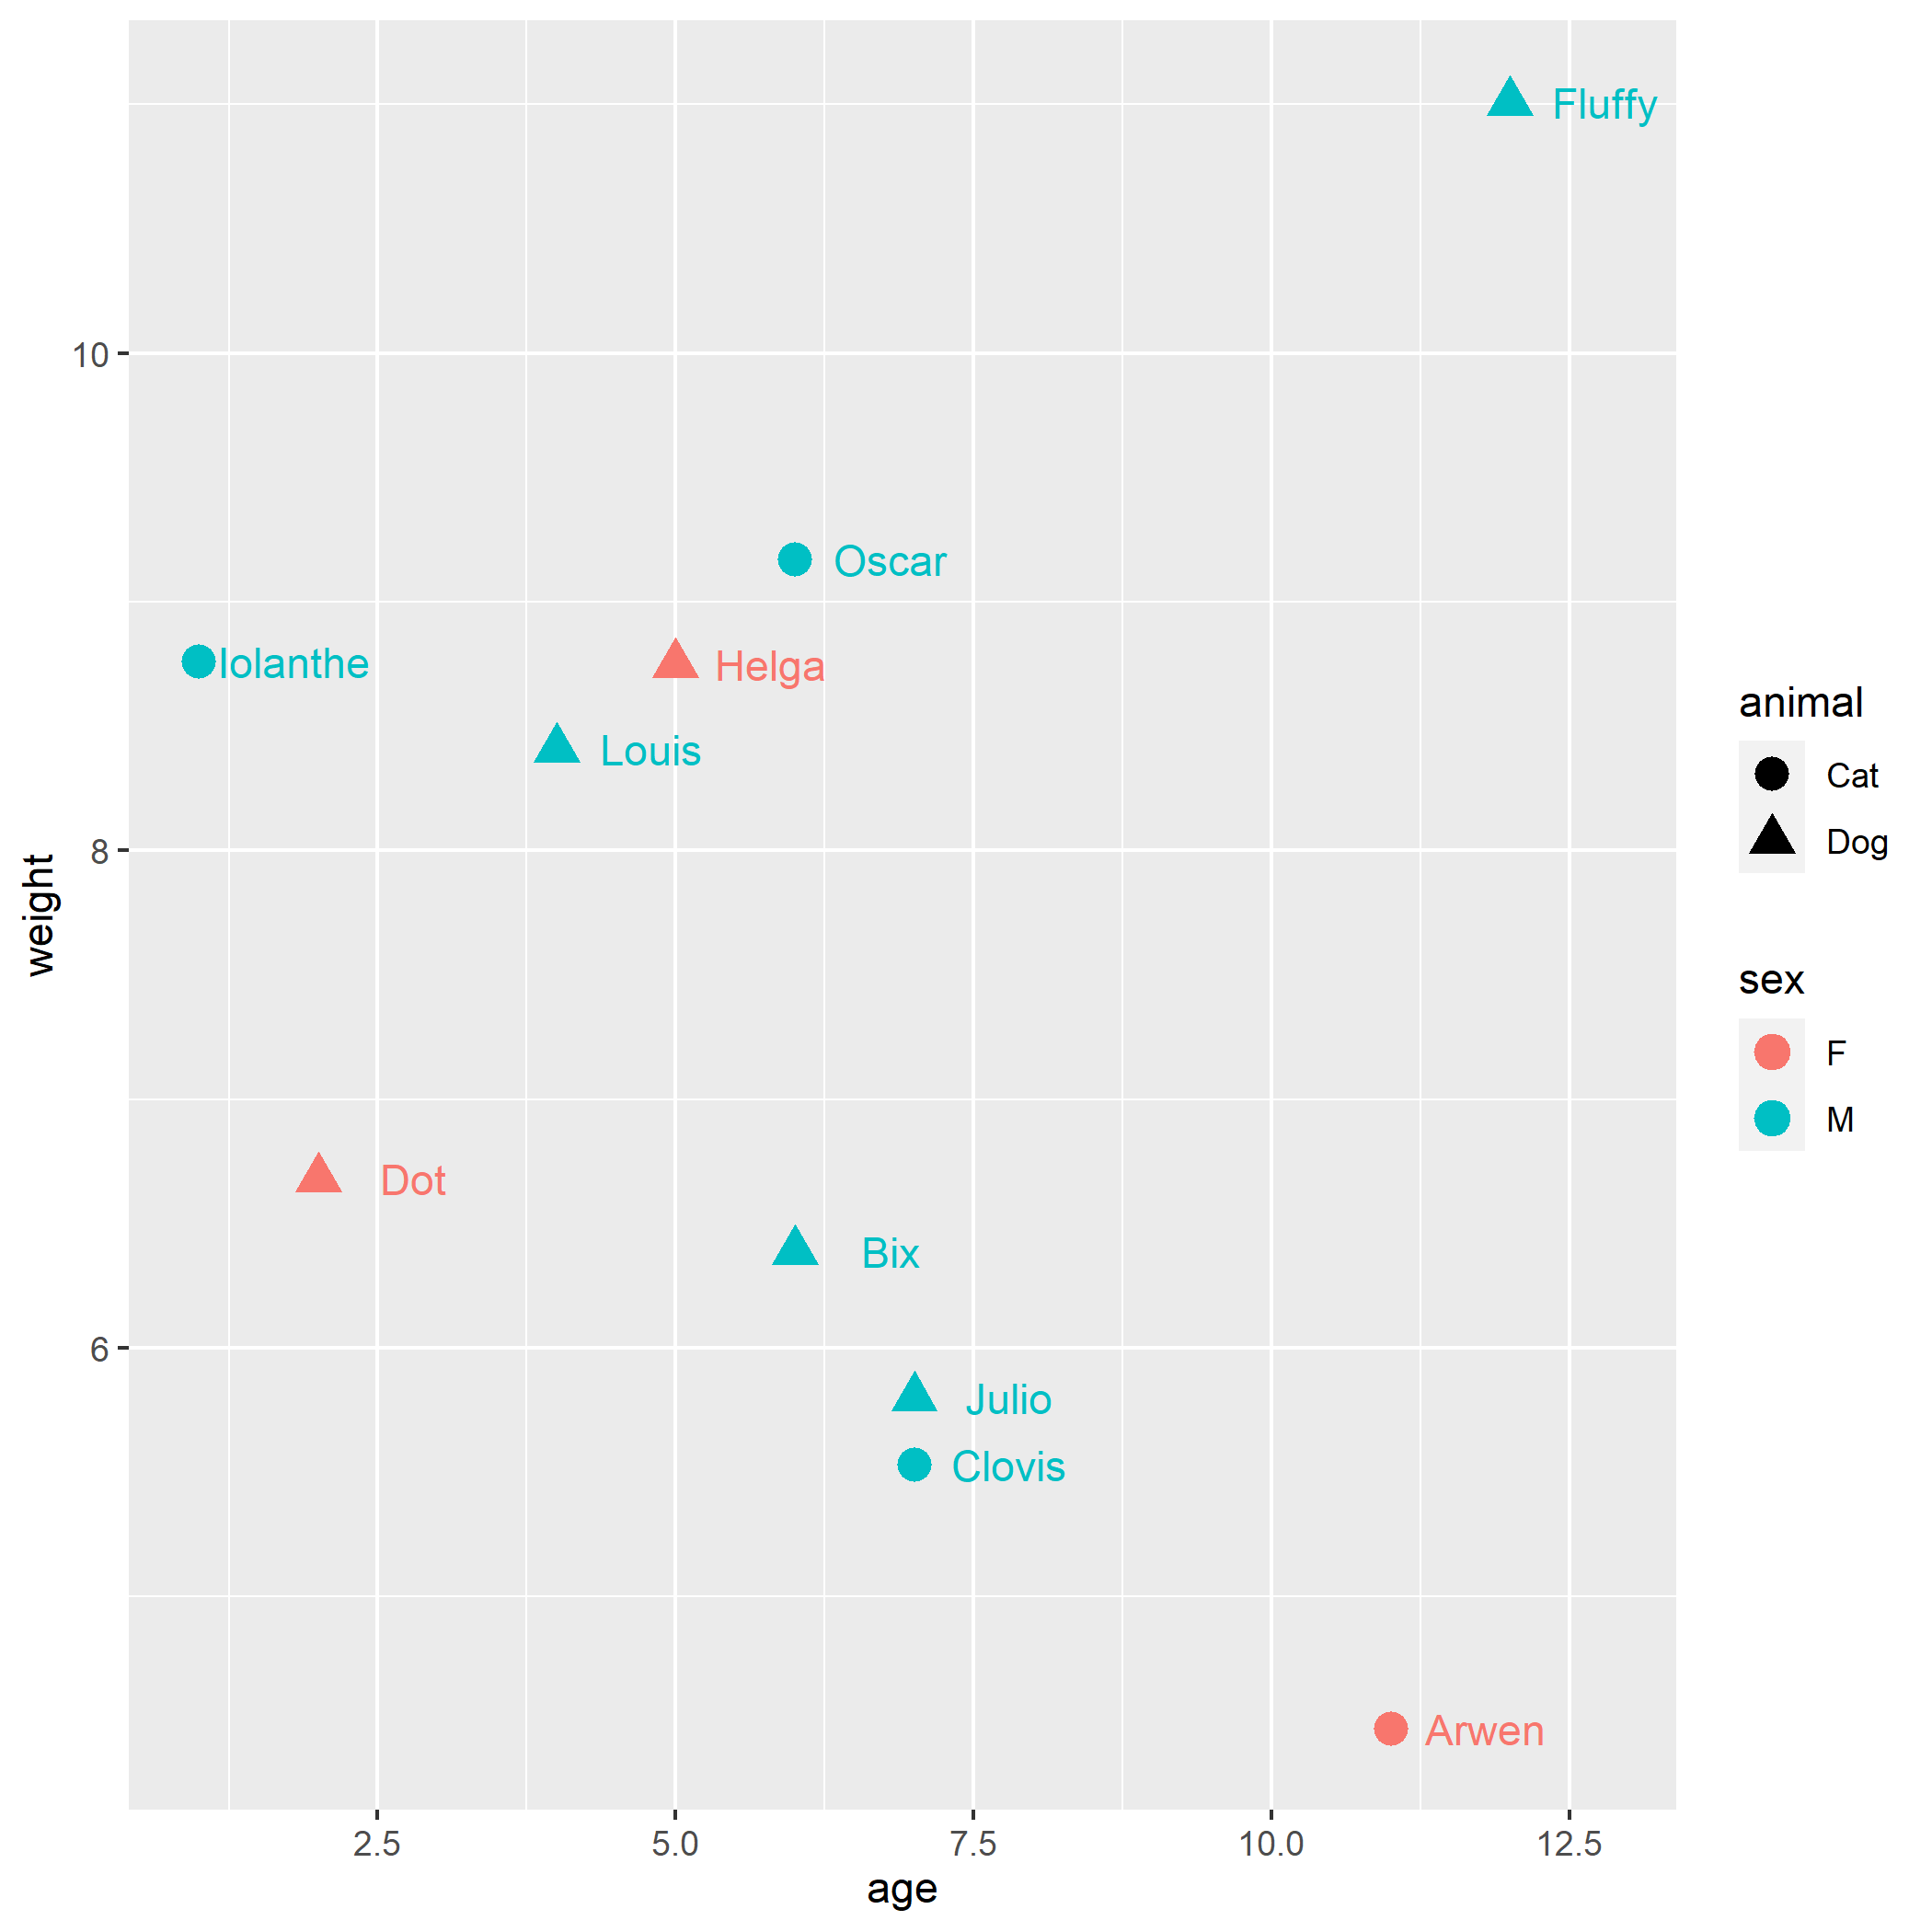 Fluffy
10
Oscar
Iolanthe
Helga
Louis
8
Dot
Bix
6
Julio
Clovis
Arwen
weight
2.5 5.0 7.5 10.0 12.5
age
animal
Cat
Dog
sex
F
M